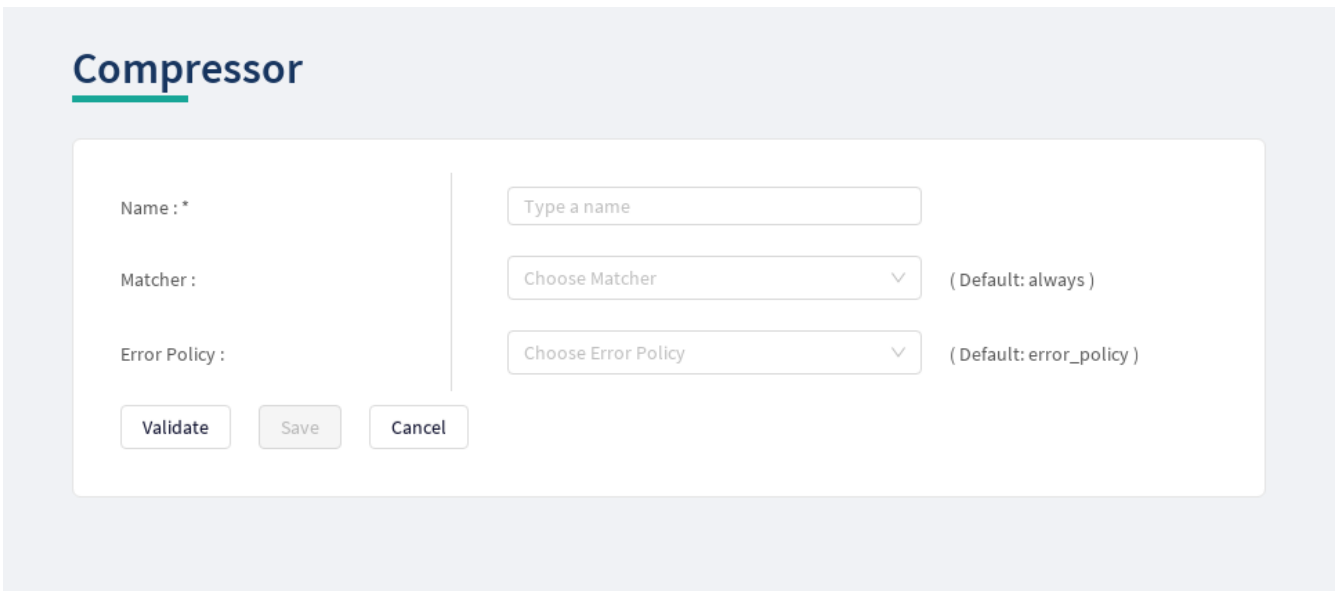 Compressor
Name : * Type a name
Matcher : Choose Matcher ( Default: always )
Error Policy : Choose Error Policy ( Default: error_policy )
Validate Save Cancel